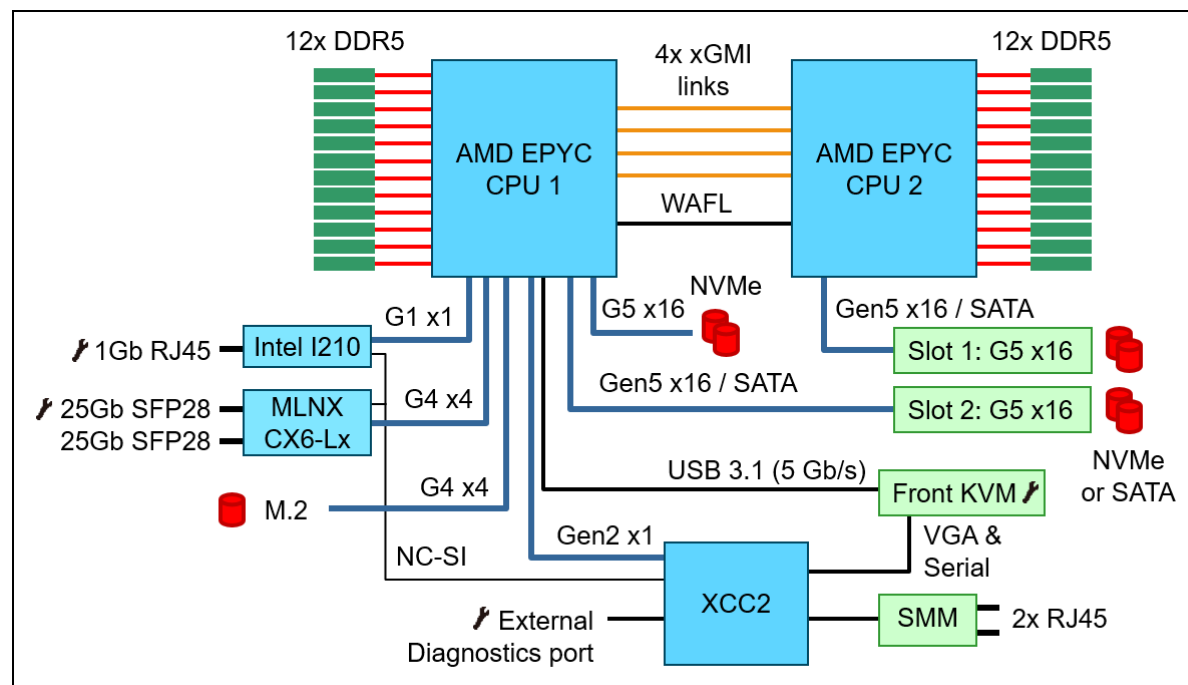 12x DDR5
4x xGMI
links
12x DDR5
AMD EPYC
CPU 1
AMD EPYC
CPU 2
WAFL
NVMe
G5 x16
Gen5 x16 / SATA
G1 x1
1Gb RJ45
Intel I210
Slot 1: G5 x16
Gen5 x16 / SATA
G4 x4
25Gb SFP28
25Gb SFP28
MLNX
CX6-Lx
Slot 2: G5 x16
NVMe
or SATA
USB 3.1 (5 Gb/s)
Front KVM
G4 x4
M.2
Gen2 x1
VGA &
Serial
NC-SI
XCC2
External
Diagnostics port
SMM
2x RJ45